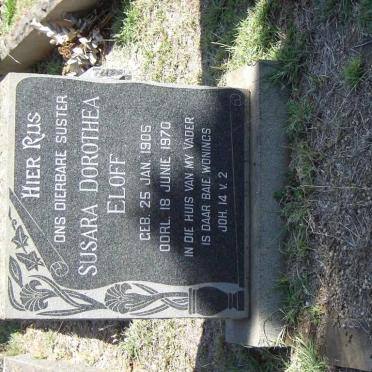 HIER RUS
ONS DIERBARE SUSTER
SUSARA DOROTHEA
ELOFF
GEB. 25 JAN. 1905
OORL. 18 JUNIE 1970
IN DIE HUIS VAN MY VADER
IS DAAR BAIE WONINGS
JOH. 14 V. 2